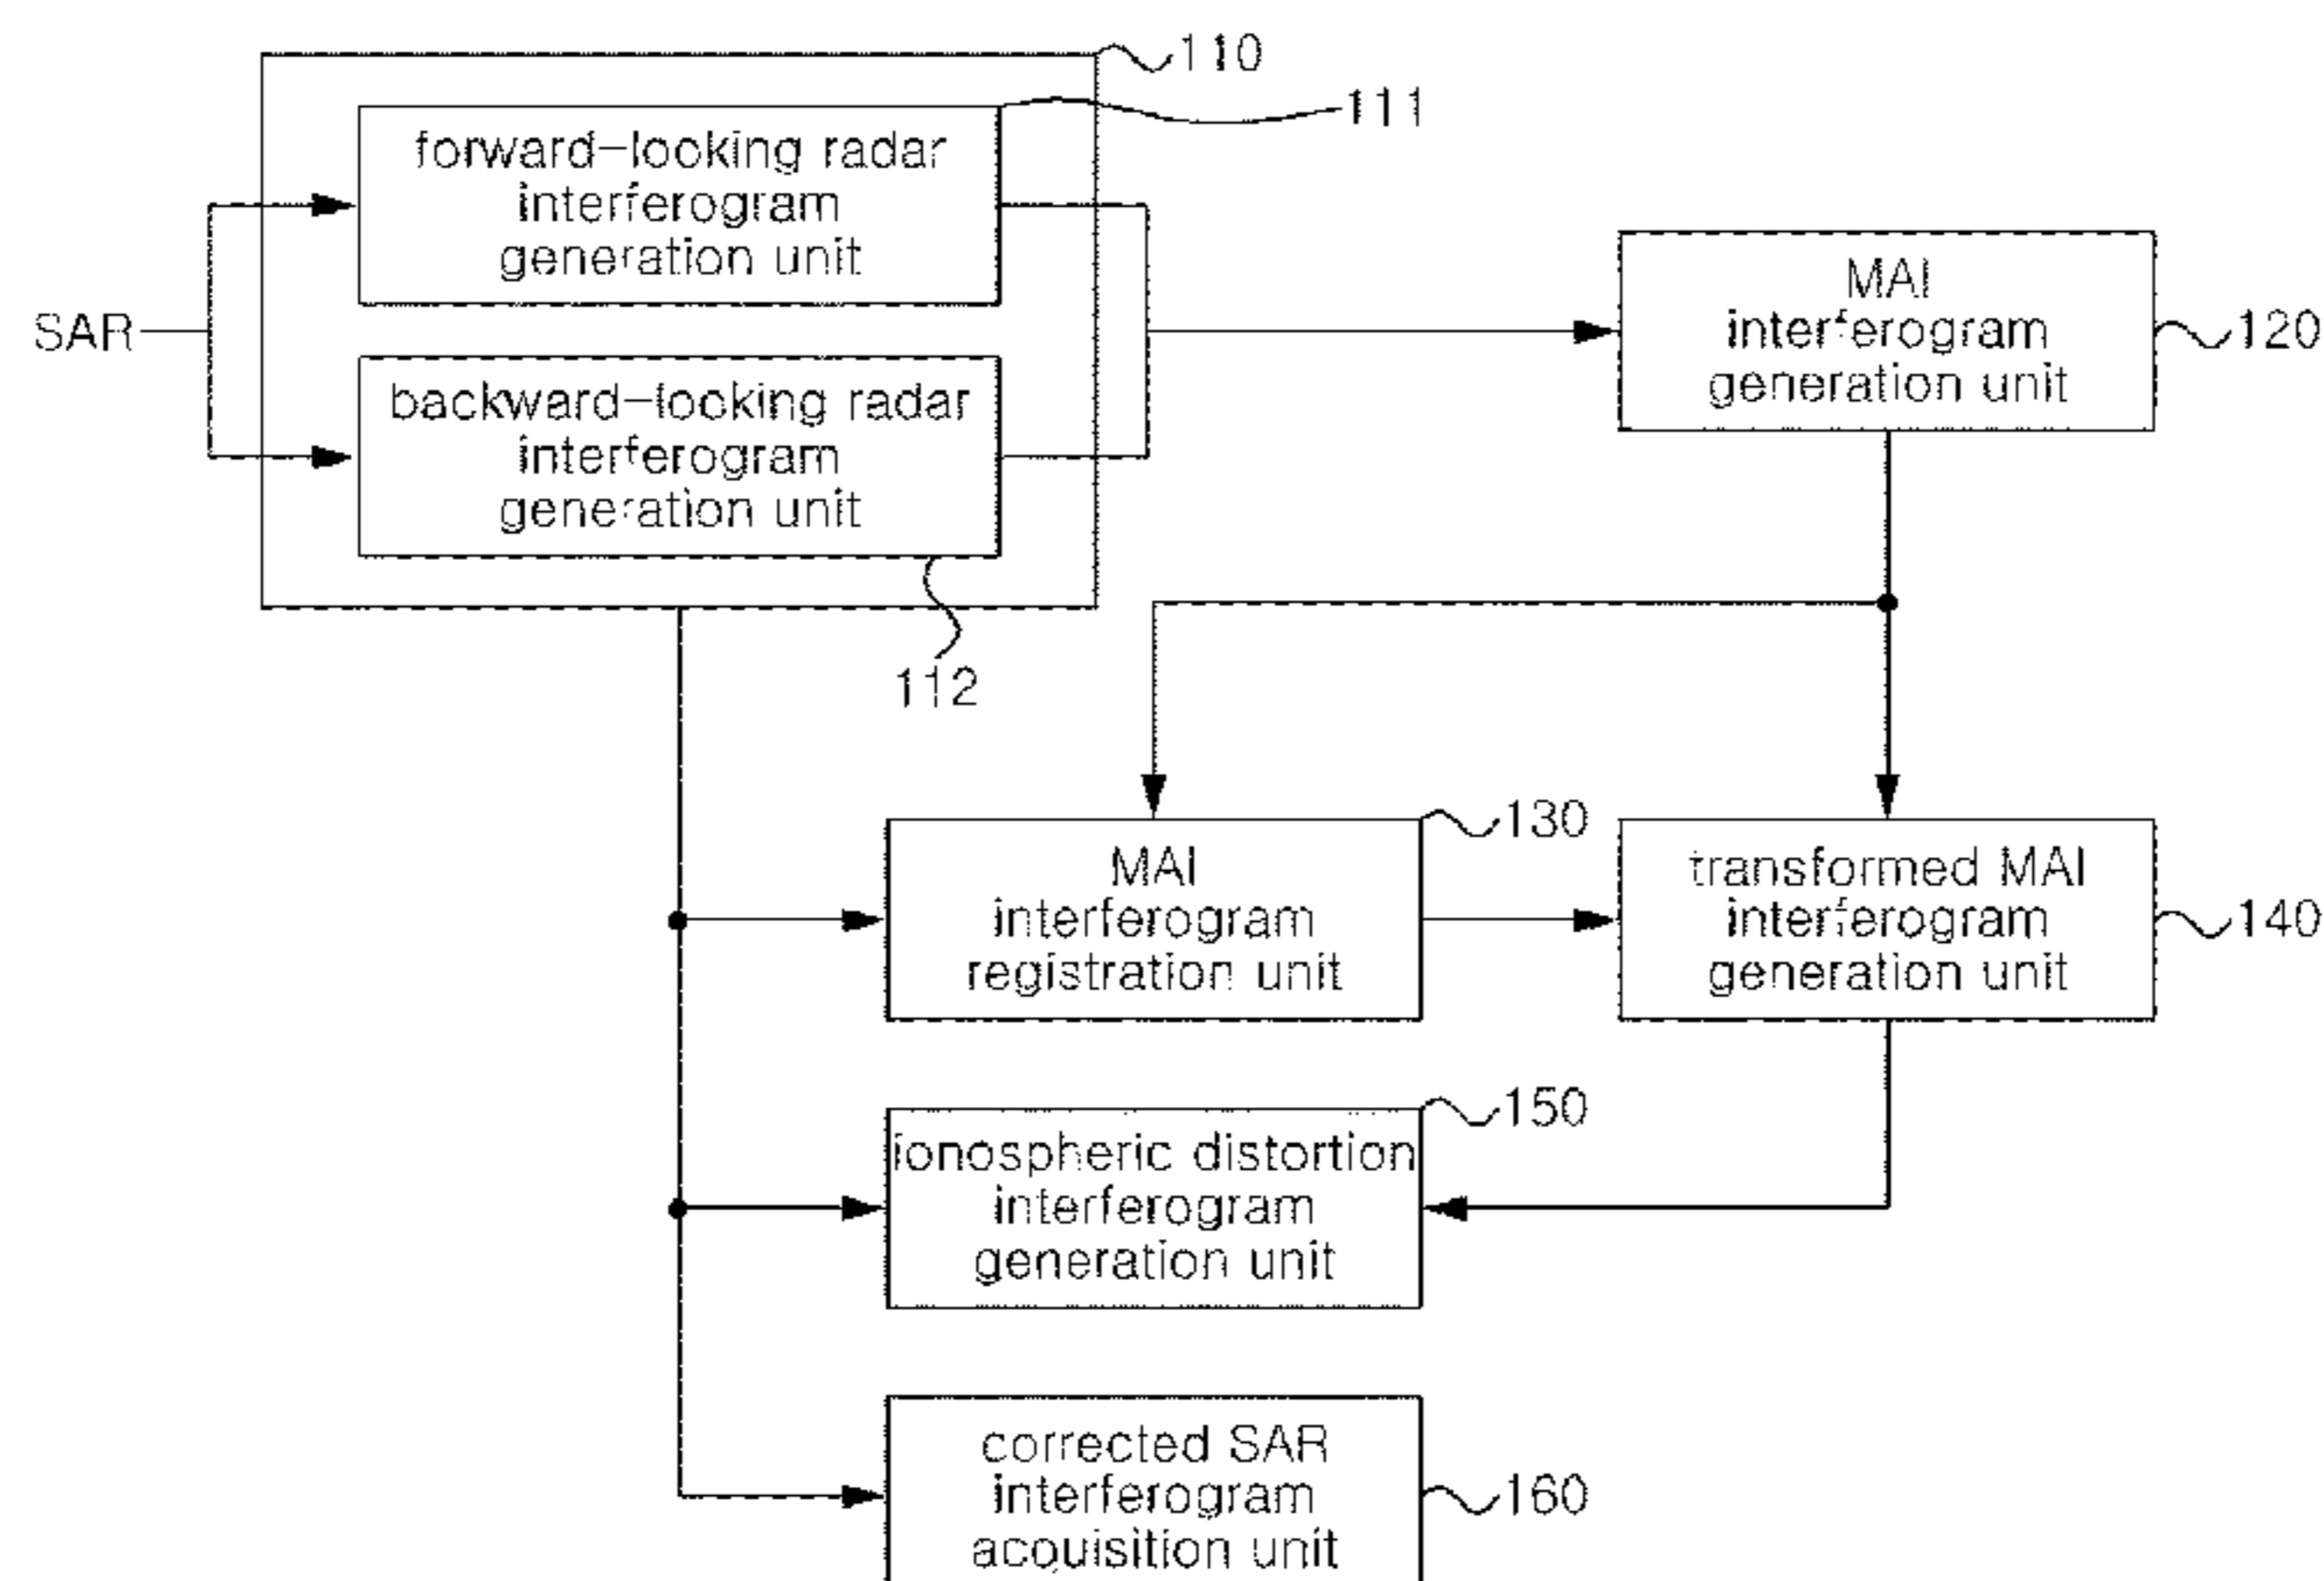 110
111
forward-looking radar
interferogram
generation unit
SAR
backward-looking radar
interferogram
generation unit
112
MAI
interferogram
generation unit
120
130
MAI
interferogram
registration unit
transformed MAI
interferogram
generation unit
140
150
ionospheric distortion
interferogram
generation unit
corrected SAR
interferogram
acquisition unit
160